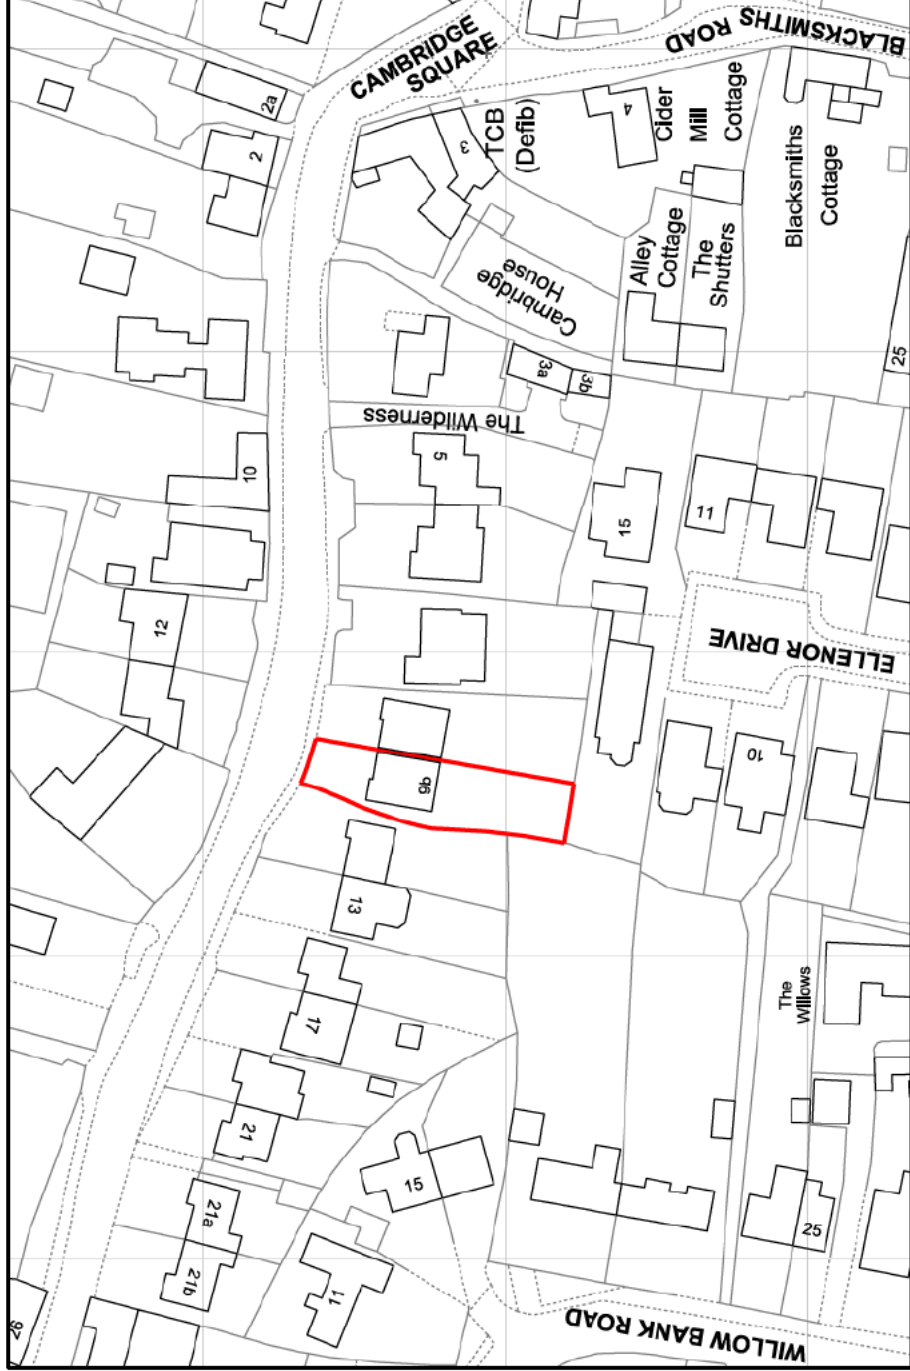 CAMBRIDGE
SQUARE
BLACKSMITHS ROAD
2a
2
3
TCB
(Defib)
4
Cider
Mill
Cottage
Blacksmiths
Cottage
Alley
Cottage
The
Shutters
Cambridge
House
3a
3b
25
The Wilderness
5
10
15
11
12
ELLENOR DRIVE
9b
10
13
The
Willows
17
21
15
21a
25
21b
11
WILLOW BANK ROAD